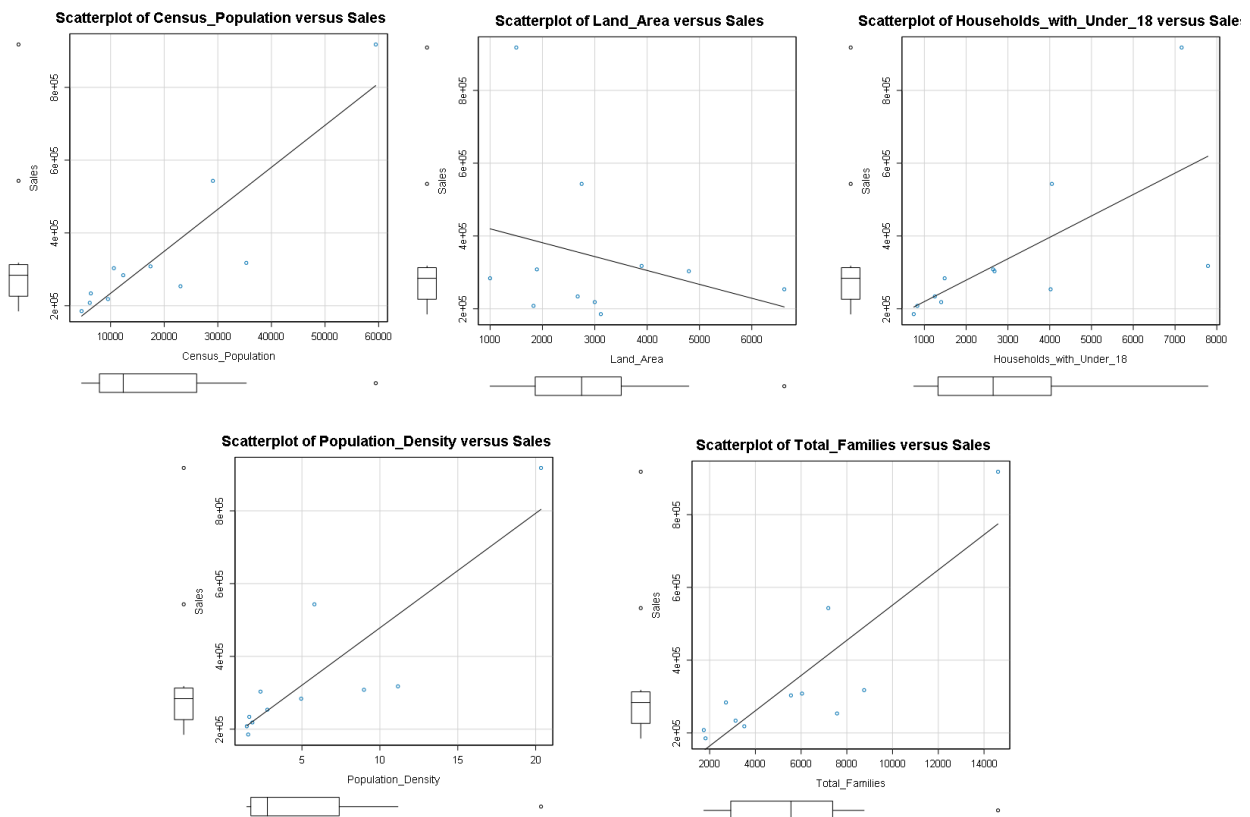 Scatterplot of Census_Population versus Sales
Sales
8e+05
6e+05
4e+05
2e+05
10000 20000 30000 40000 50000 60000
Census_Population
Scatterplot of Land_Area versus Sales
Sales
8e+05
6e+05
4e+05
2e+05
1000 2000 3000 4000 5000 6000
Land_Area
Scatterplot of Households_with_Under_18 versus Sales
Sales
8e+05
6e+05
4e+05
2e+05
1000 2000 3000 4000 5000 6000 7000 8000
Households_with_Under_18
Scatterplot of Population_Density versus Sales
Sales
8e+05
6e+05
4e+05
2e+05
5 10 15 20
Population_Density
Scatterplot of Total_Families versus Sales
Sales
8e+05
6e+05
4e+05
2e+05
2000 4000 6000 8000 10000 12000 14000
Total_Families